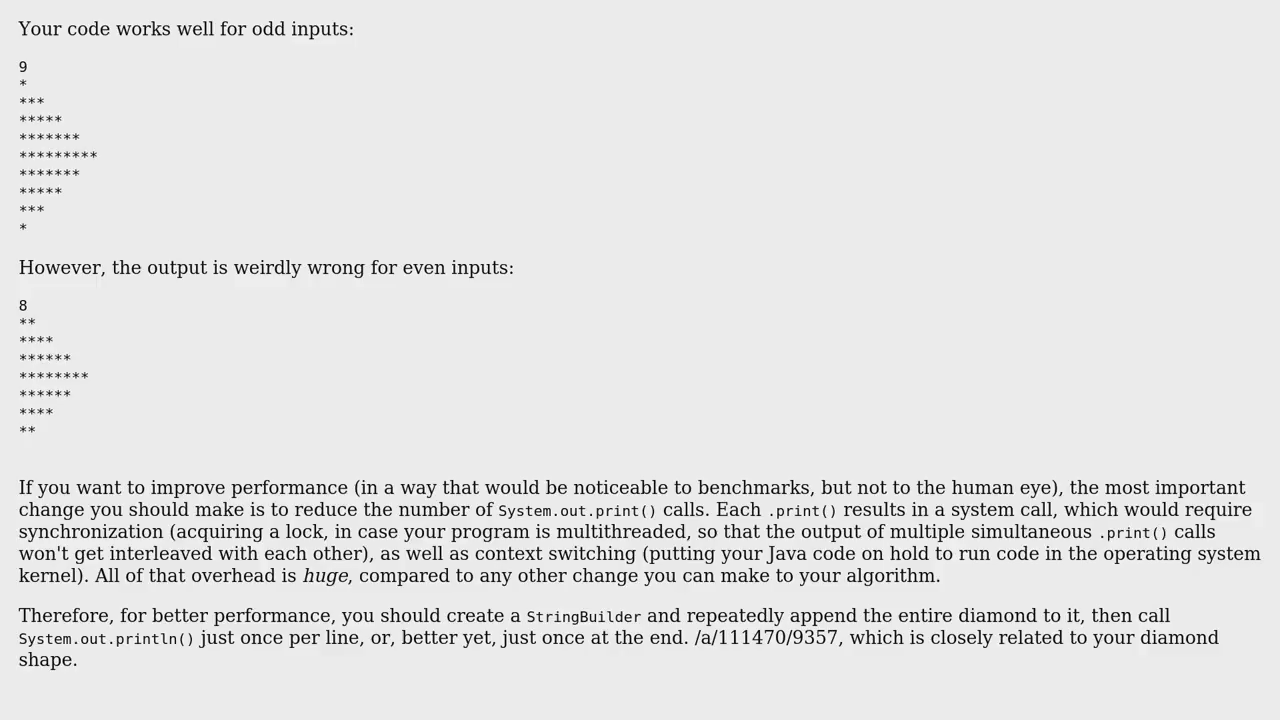 Your code works well for odd inputs:
9
*
***
*****
*******
*********
*******
*****
***
*
However, the output is weirdly wrong for even inputs:
8
**
****
******
********
******
****
**
If you want to improve performance (in a way that would be noticeable to benchmarks, but not to the human eye), the most important
change you should make is to reduce the number of System.out.print() calls. Each .print() results in a system call, which would require
synchronization (acquiring a lock, in case your program is multithreaded, so that the output of multiple simultaneous .print() calls
won't get interleaved with each other), as well as context switching (putting your Java code on hold to run code in the operating system
kernel). All of that overhead is huge, compared to any other change you can make to your algorithm.
Therefore, for better performance, you should create a StringBuilder and repeatedly append the entire diamond to it, then call
System.out.println() just once per line, or, better yet, just once at the end. /a/111470/9357, which is closely related to your diamond
shape.